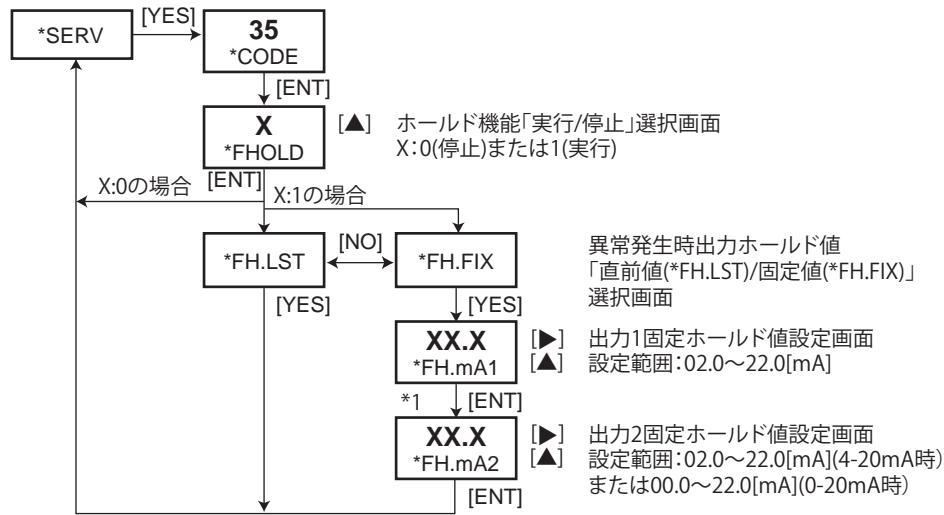 *SERV
[YES]
35
*CODE
[ENT]
X
*FHOLD
[▲] ホールド機能「実行/停止」選択画面
X：0(停止)または1(実行)
[ENT]
X:0の場合
X:1の場合
*FH.LST
[NO]
*FH.FIX
異常発生時出力ホールド値
「直前値(*FH.LST)/固定値(*FH.FIX)」
選択画面
[YES]
[YES]
XX.X
*FH.mA1
[▶] 出力1固定ホールド値設定画面
[▲] 設定範囲：02.0～22.0[mA]
*1
[ENT]
XX.X
*FH.mA2
[▶] 出力2固定ホールド値設定画面
[▲] 設定範囲：02.0～22.0[mA](4-20mA時)
または00.0～22.0[mA](0-20mA時)
[ENT]